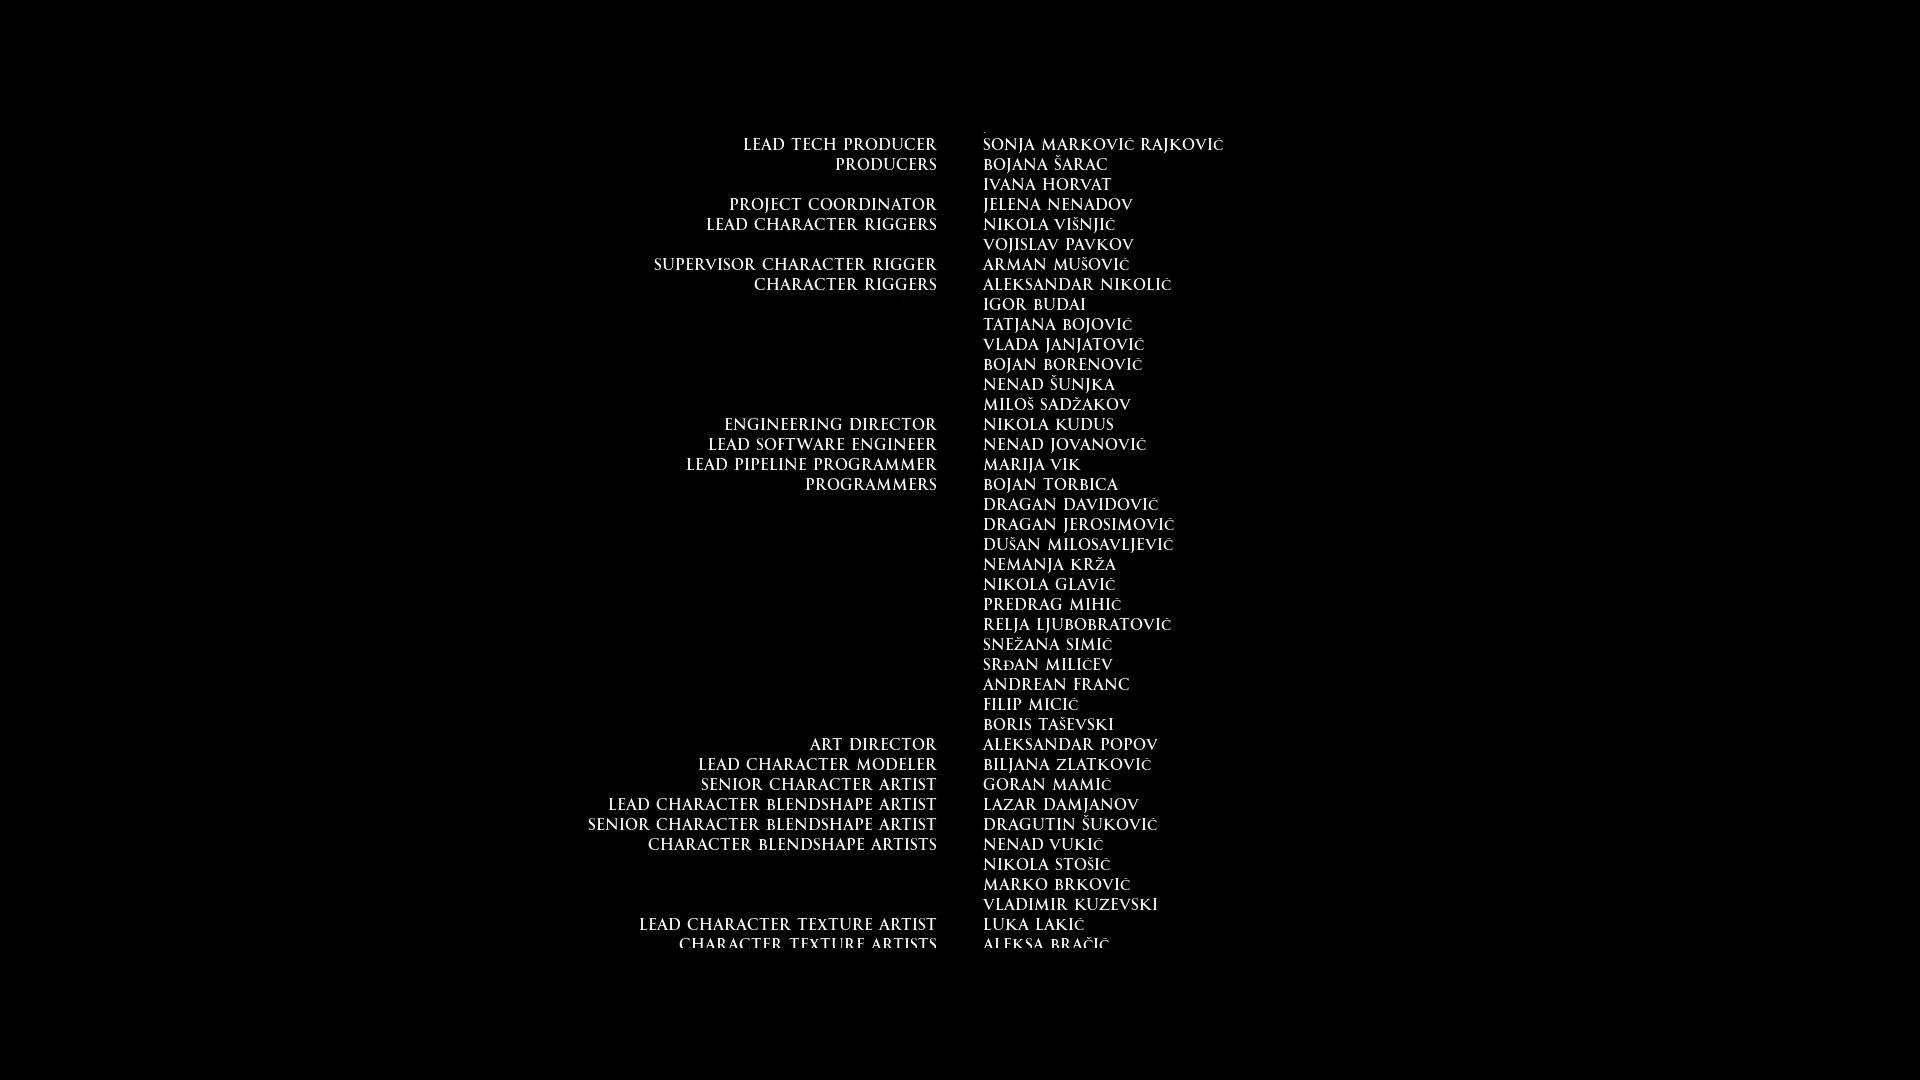 LEAD TECH PRODUCER SONJA MARKOVIĆ RAJKOVIĆ
PRODUCERS BOJANA ŠARAC
IVANA HORVAT
PROJECT COORDINATOR JELENA NENADOV
LEAD CHARACTER RIGGERS NIKOLA VIŠNJIĆ
VOJISLAV PAVKOV
SUPERVISOR CHARACTER RIGGER ARMAN MUŠOVIĆ
CHARACTER RIGGERS ALEKSANDAR NIKOLIĆ
IGOR BUDAI
TATJANA BOJOVIĆ
VLADA JANJATOVIĆ
BOJAN BORENOVIĆ
NENAD ŠUNJKA
MILOŠ SADŽAKOV
ENGINEERING DIRECTOR NIKOLA KUDUS
LEAD SOFTWARE ENGINEER NENAD JOVANOVIĆ
LEAD PIPELINE PROGRAMMER MARIJA VIK
PROGRAMMERS BOJAN TORBICA
DRAGAN DAVIDOVIĆ
DRAGAN JEROSIMOVIĆ
DUŠAN MILOSAVLJEVIĆ
NEMANJA KRŽA
NIKOLA GLAVIĆ
PREDRAG MIHIĆ
RELJA LJUBOBRATOVIĆ
SNEŽANA SIMIĆ
SRĐAN MILIĆEV
ANDREAN FRANC
FILIP MICIĆ
BORIS TAŠEVSKI
ART DIRECTOR ALEKSANDAR POPOV
LEAD CHARACTER MODELER BILJANA ZLATKOVIĆ
SENIOR CHARACTER ARTIST GORAN MAMIĆ
LEAD CHARACTER BLENDSHAPE ARTIST LAZAR DAMJANOV
SENIOR CHARACTER BLENDSHAPE ARTIST DRAGUTIN ŠUKOVIĆ
CHARACTER BLENDSHAPE ARTISTS NENAD VUKIĆ
NIKOLA STOŠIĆ
MARKO BRKOVIĆ
VLADIMIR KUZEVSKI
LEAD CHARACTER TEXTURE ARTIST LUKA LAKIĆ
CHARACTER TEXTURE ARTISTS ALEKSA BRAČIĆ